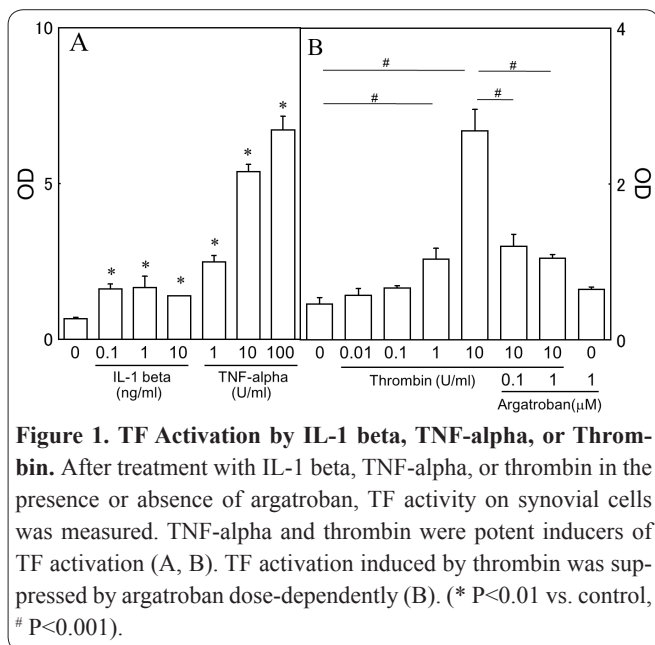 10
A
B
4
#
#
#
#
*
*
*
*
*
*
OD
5
2
OD
0
0
0 0.1 1 10 1 10 100
0 0.01 0.1 1 10 10 10 0
IL-1 beta
(ng/ml)
TNF-alpha
(U/ml)
Thrombin (U/ml)
0.1 1 1
Argatroban(μM)
Figure 1. TF Activation by IL-1 beta, TNF-alpha, or Throm-
bin. After treatment with IL-1 beta, TNF-alpha, or thrombin in the
presence or absence of argatroban, TF activity on synovial cells
was measured. TNF-alpha and thrombin were potent inducers of
TF activation (A, B). TF activation induced by thrombin was sup-
pressed by argatroban dose-dependently (B). (* P<0.01 vs. control,
# P<0.001).